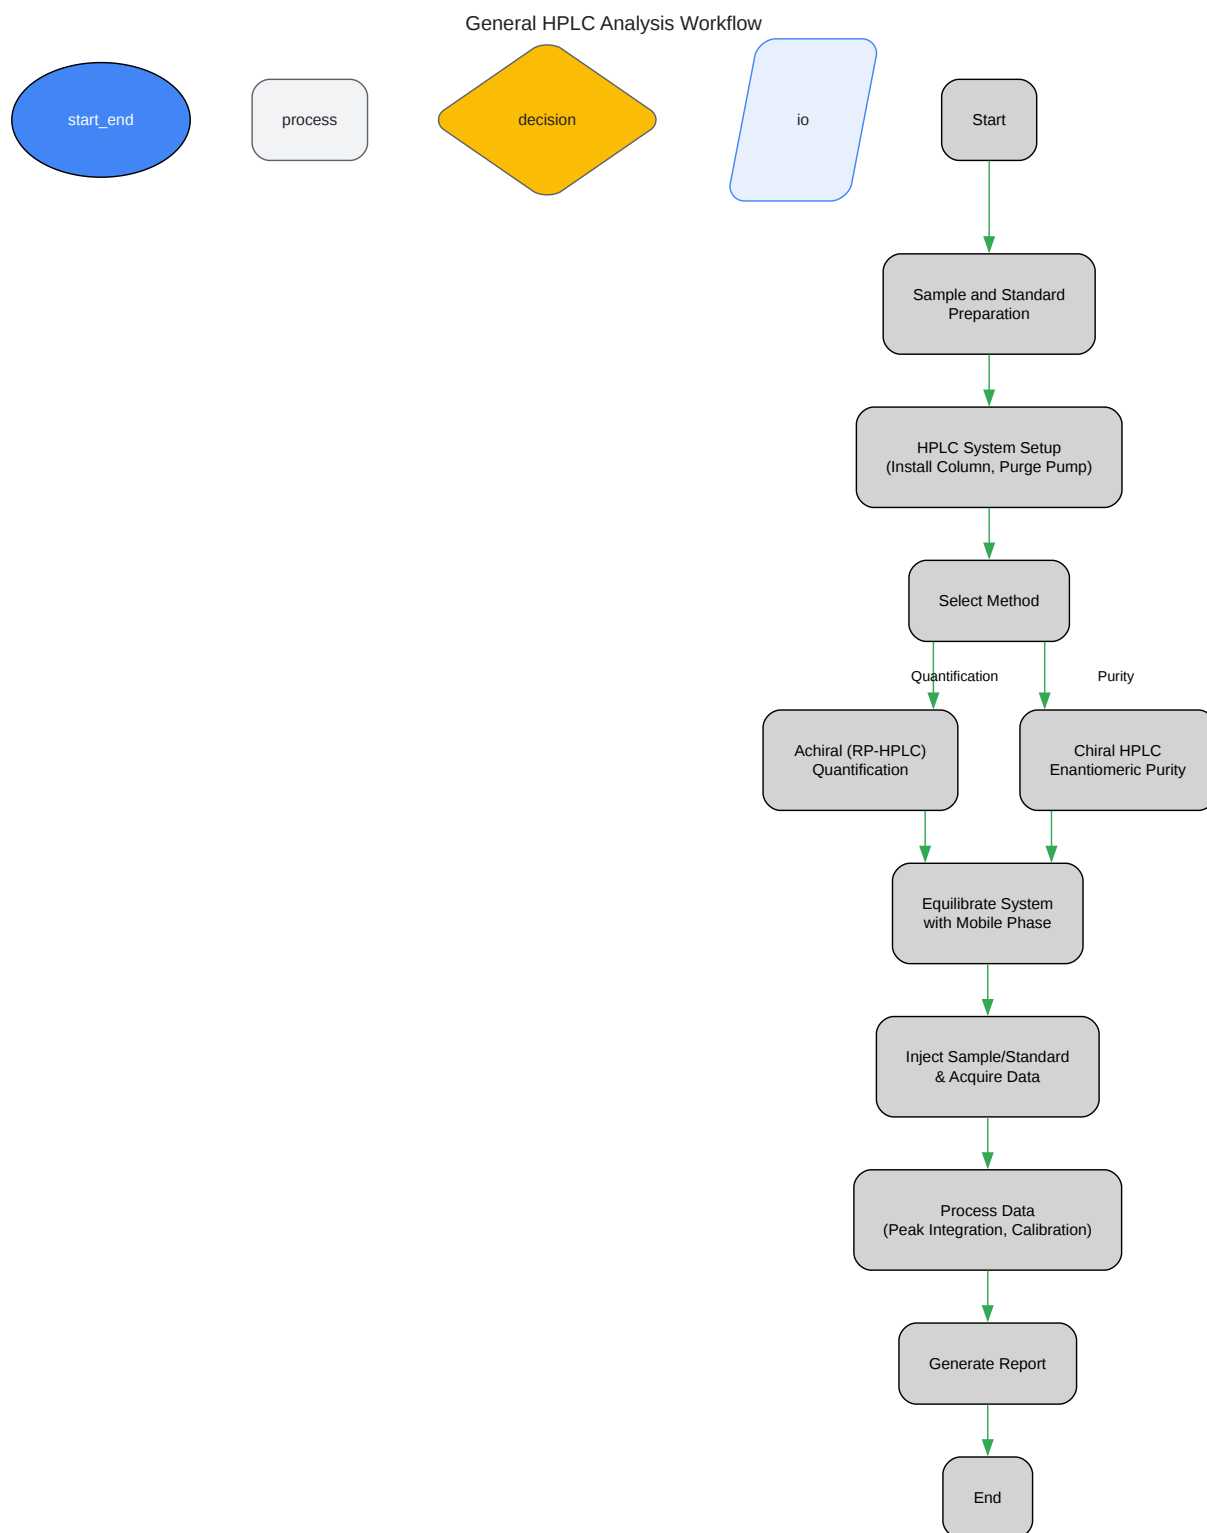 General HPLC Analysis Workflow
start_end
process
decision
io
Start
Sample and Standard
Preparation
HPLC System Setup
(Install Column, Purge Pump)
Select Method
Quantification
Purity
Achiral (RP-HPLC)
Quantification
Chiral HPLC
Enantiomeric Purity
Equilibrate System
with Mobile Phase
Inject Sample/Standard
& Acquire Data
Process Data
(Peak Integration, Calibration)
Generate Report
End